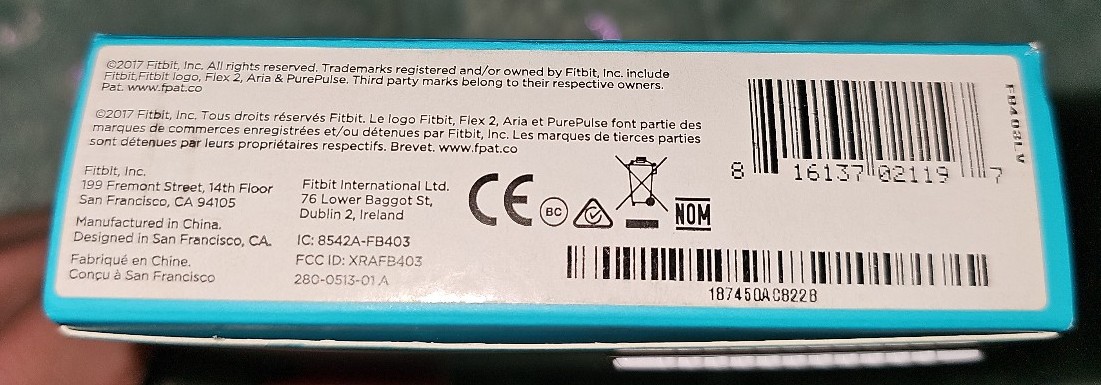 ©2017 Fitbit, Inc. All rights reserved. Trademarks registered and/or owned by Fitbit, Inc. include
Fitbit,Fitbit logo, Flex 2, Aria & PurePulse. Third party marks belong to their respective owners.
Pat. www.fpat.co
©2017 Fitbit, Inc. Tous droits réservés Fitbit. Le logo Fitbit, Flex 2, Aria et PurePulse font partie des
marques de commerces enregistrées et/ou détenues par Fitbit, Inc. Les marques de tierces parties
sont détenues par leurs propriétaires respectifs. Brevet. www.fpat.co
Fitbit, Inc.
199 Fremont Street, 14th Floor
San Francisco, CA 94105
Manufactured in China.
Designed in San Francisco, CA.
Fabriqué en Chine.
Conçu à San Francisco
Fitbit International Ltd.
76 Lower Baggot St,
Dublin 2, Ireland
IC: 8542A-FB403
FCC ID: XRAFB403
280-0513-01 A
CE
BC
NOM
8 16137 02119 7
187450AC822B